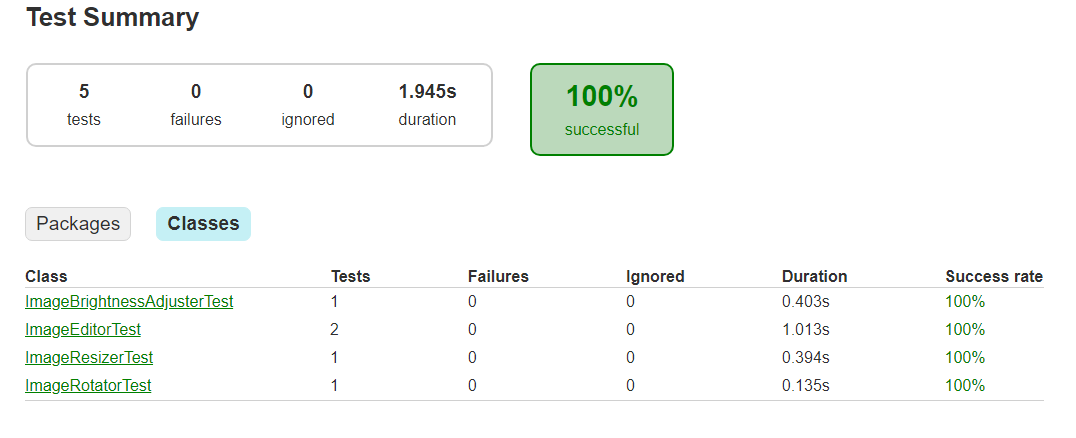 Test Summary
5 0 0 1.945s
tests failures ignored duration
100%
successful
Packages Classes
Class Tests Failures Ignored Duration Success rate
ImageBrightnessAdjusterTest 1 0 0 0.403s 100%
ImageEditorTest 2 0 0 1.013s 100%
ImageResizerTest 1 0 0 0.394s 100%
ImageRotatorTest 1 0 0 0.135s 100%